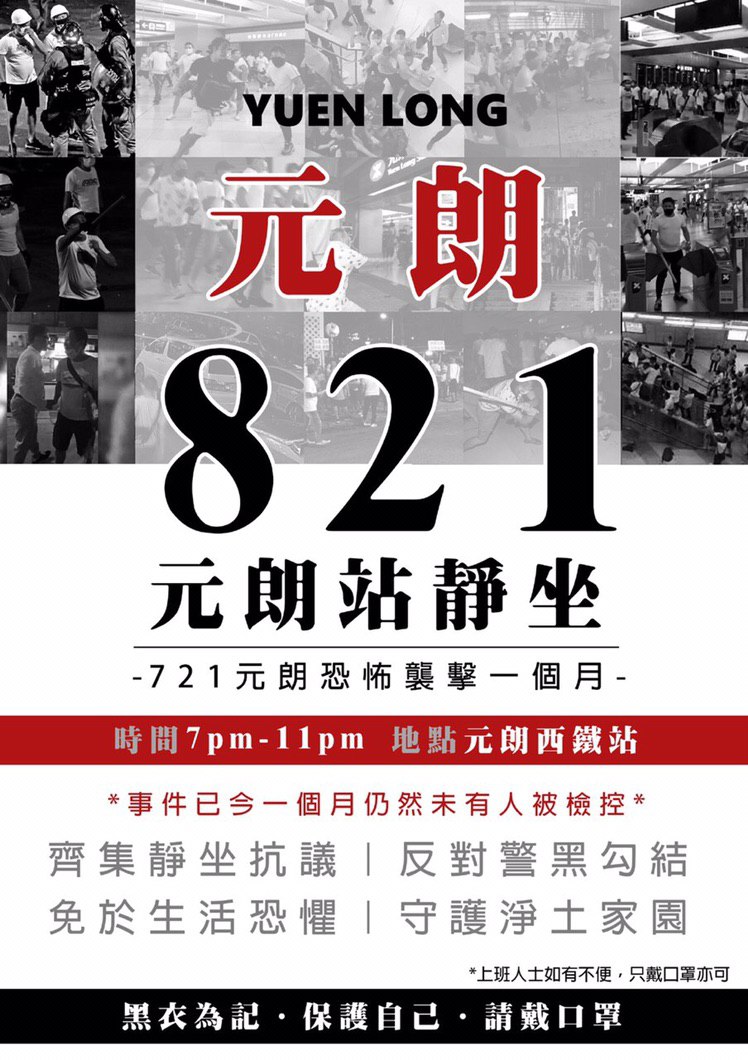 YUEN LONG
元朗
821
元朗站靜坐
-721元朗恐怖襲擊一個月-
時間7pm-11pm 地點元朗西鐵站
*事件已今一個月仍然未有人被檢控*
齊集靜坐抗議|反對警黑勾結
免於生活恐懼|守護淨土家園
*上班人士如有不便，只戴口罩亦可
黑衣為記·保護自己·請戴口罩